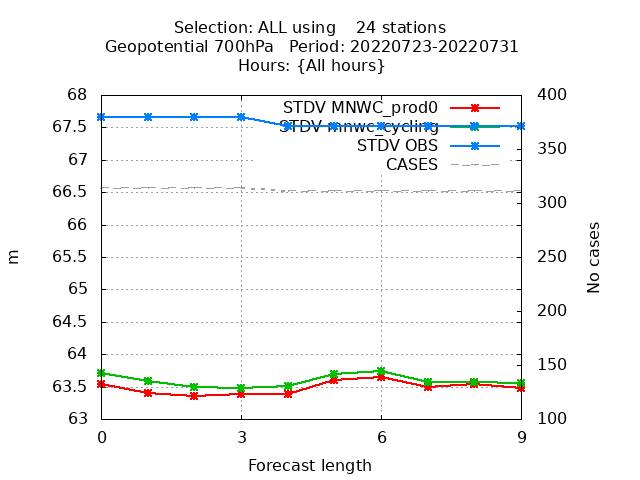 Selection: ALL using    24 stations
Geopotential 700hPa   Period: 20220723-20220731
Hours: {All hours}
68
67.5
67
66.5
66
65.5
65
64.5
64
63.5
63
m
400
350
300
250
200
150
100
No cases
STDV MNWC_prod0
STDV mnwc_cycling
STDV OBS
CASES
0
3
6
9
Forecast length